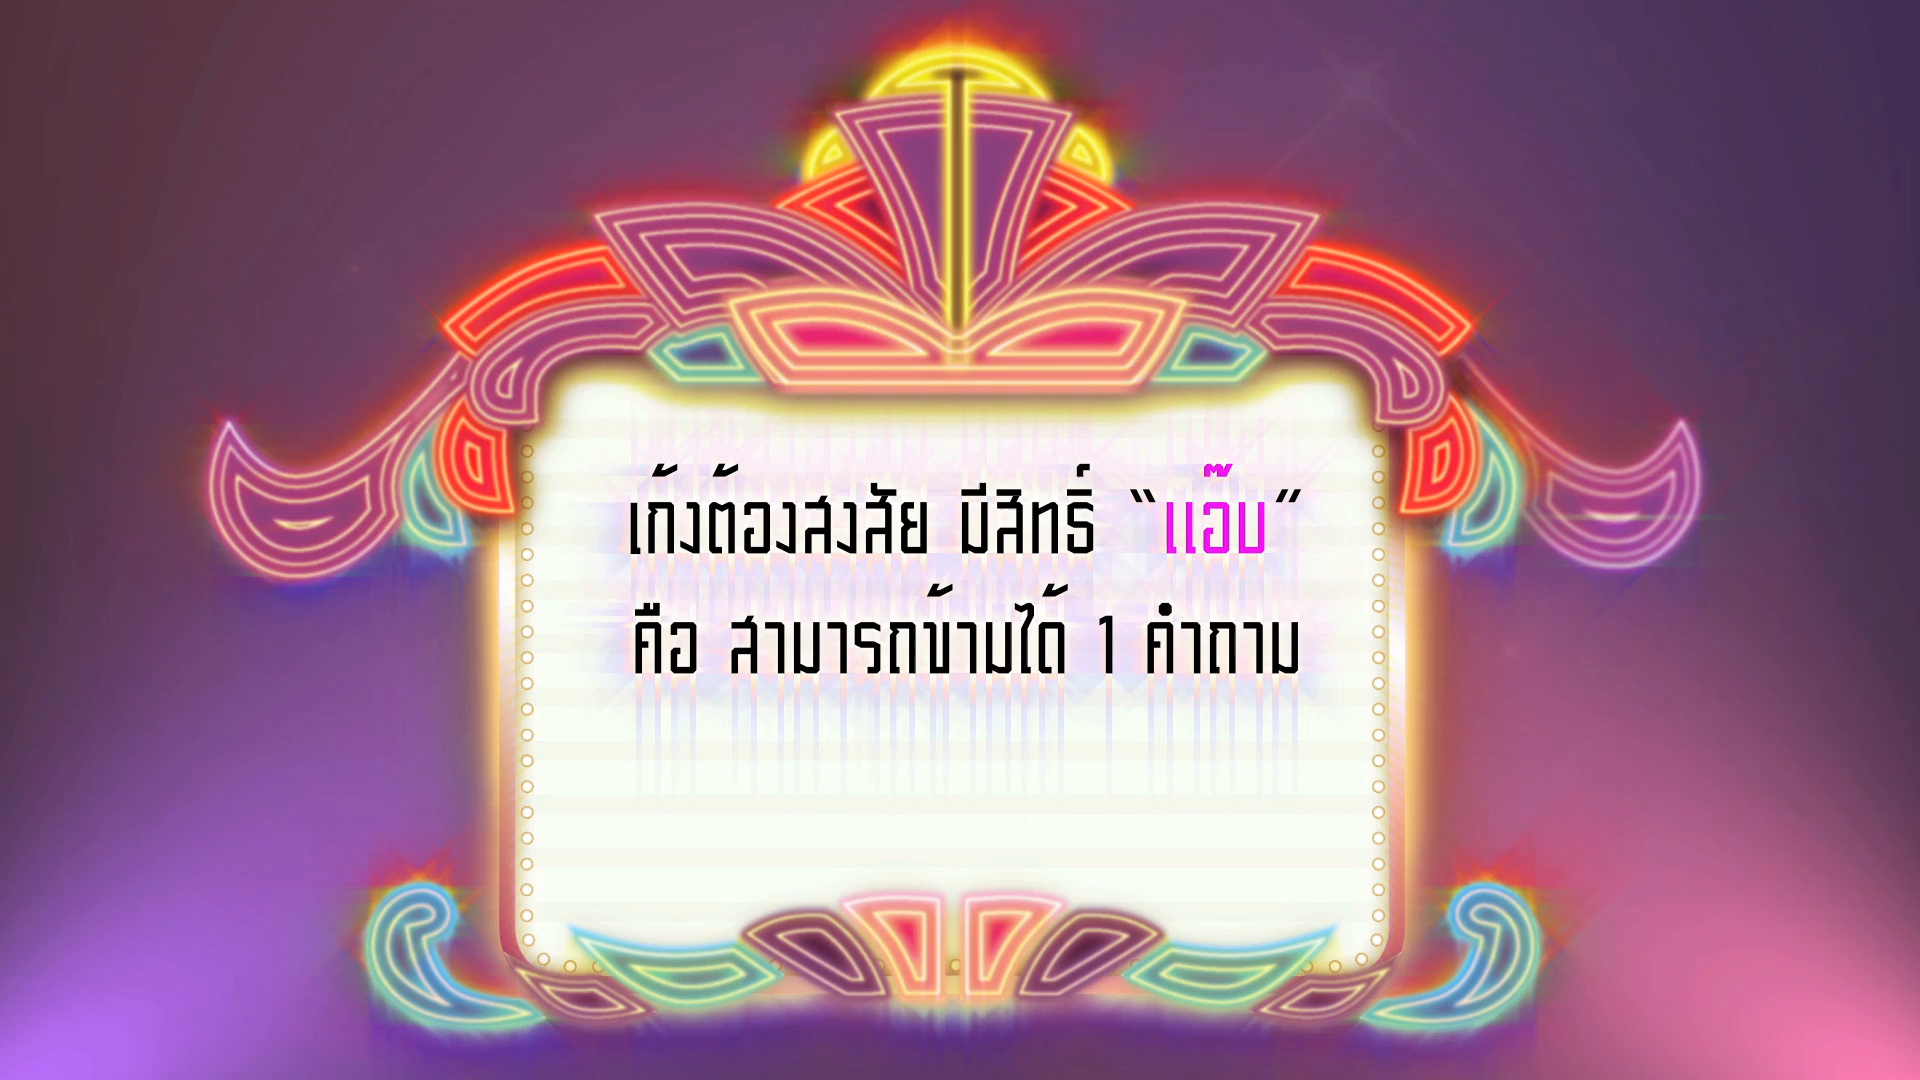 เก้งต้องสงสัย มีสิทธิ์ “แอ๊บ”
คือ สามารถข้ามได้ 1 คำถาม